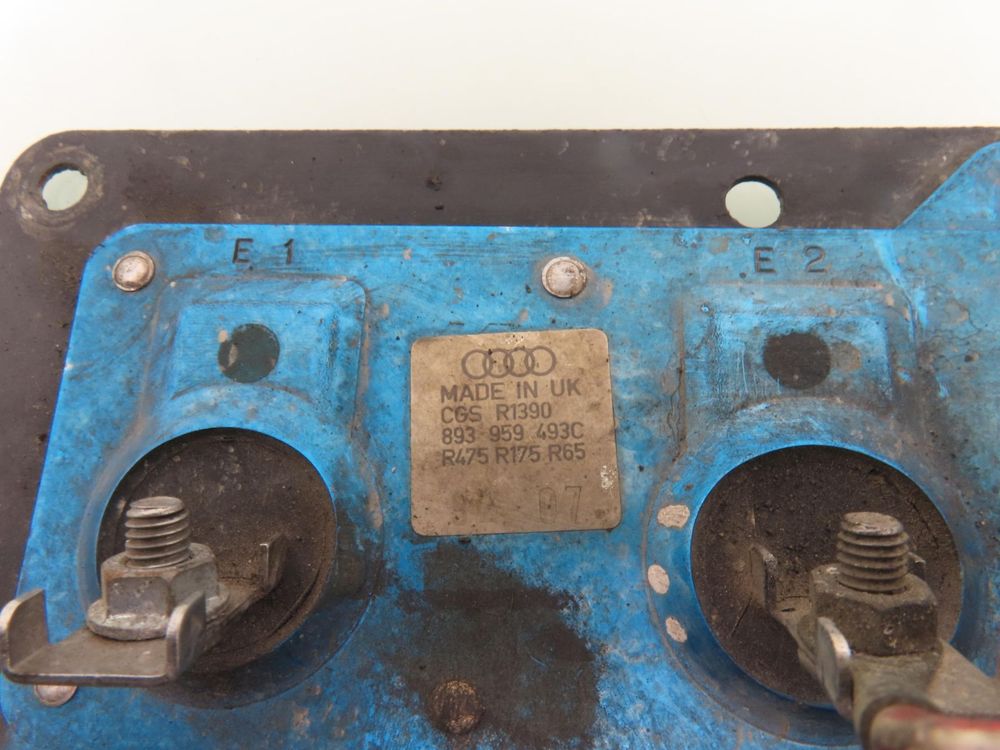 E 1
E 2
MADE IN UK
CGS R1390
893 959 493C
R475 R175 R65
07